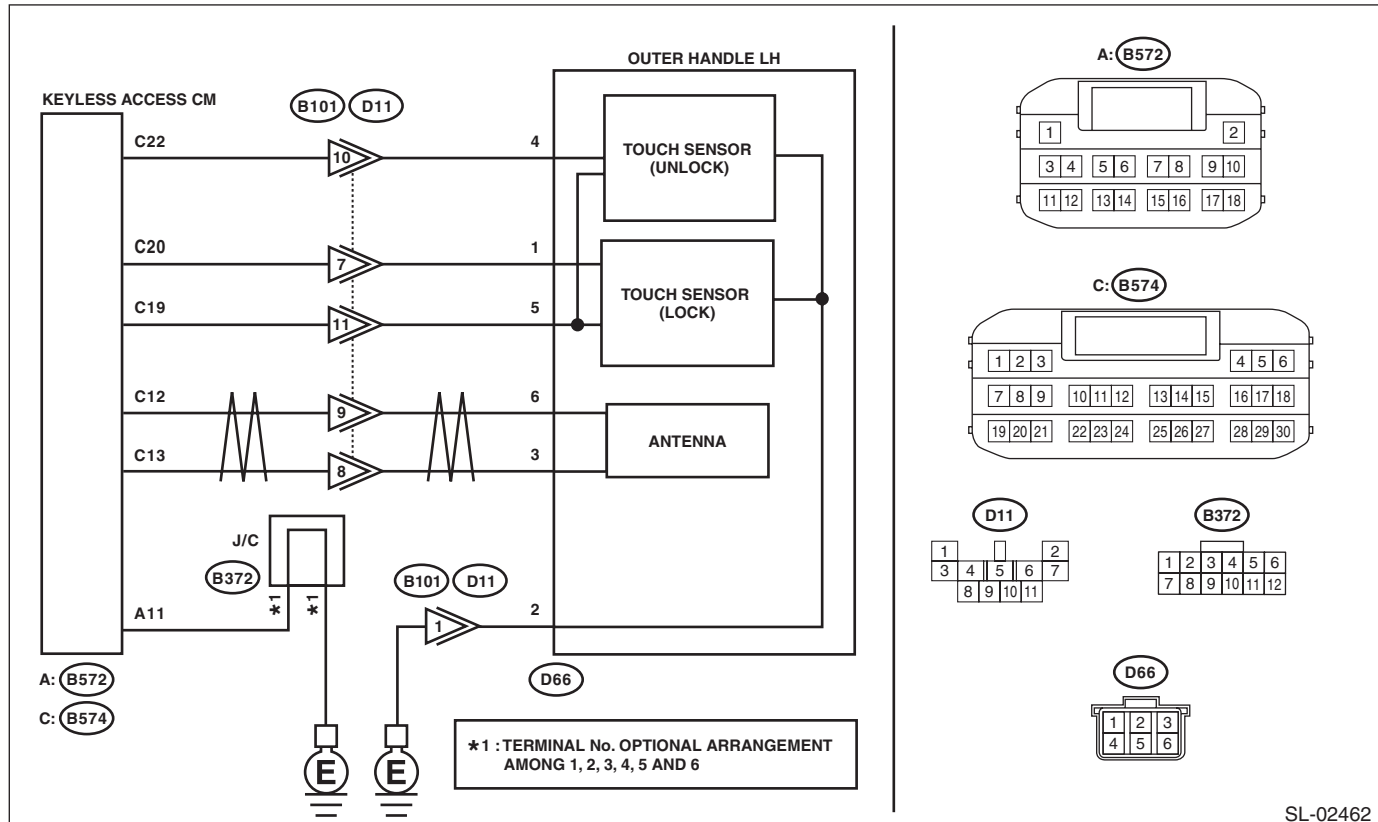 OUTER HANDLE LH
KEYLESS ACCESS CM
B101 D11
C22 10 4
TOUCH SENSOR
(UNLOCK)
C20 7 1
C19 11 5
TOUCH SENSOR
(LOCK)
C12 9 6
C13 8 3
ANTENNA
J/C
B372
*1 *1
A11
B101 D11
1 2
A: B572
C: B574
D66
E E
*1 : TERMINAL No. OPTIONAL ARRANGEMENT
AMONG 1, 2, 3, 4, 5 AND 6
A: B572
1 2
3 4 5 6 7 8 9 10
11 12 13 14 15 16 17 18
C: B574
1 2 3 4 5 6
7 8 9 10 11 12 13 14 15 16 17 18
19 20 21 22 23 24 25 26 27 28 29 30
D11
1 2
3 4 5 6 7
8 9 10 11
B372
1 2 3 4 5 6
7 8 9 10 11 12
D66
1 2 3
4 5 6
SL-02462